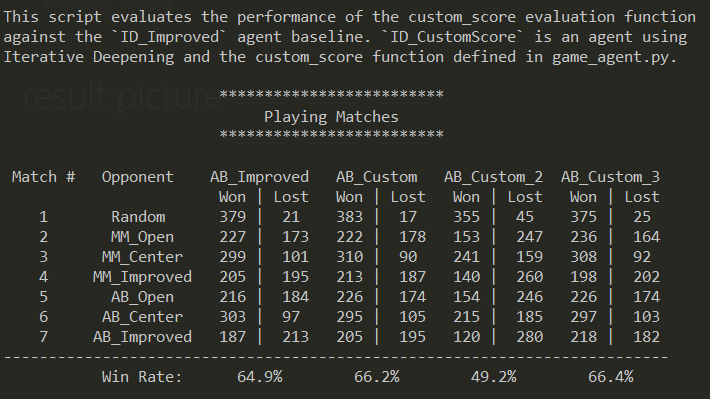 This script evaluates the performance of the custom_score evaluation function
against the `ID_Improved` agent baseline. `ID_CustomScore` is an agent using
Iterative Deepening and the custom_score function defined in game_agent.py.
result picture
*************************
Playing Matches
*************************
Match # Opponent AB_Improved AB_Custom AB_Custom_2 AB_Custom_3
Won | Lost Won | Lost Won | Lost Won | Lost
1 Random 379 | 21 383 | 17 355 | 45 375 | 25
2 MM_Open 227 | 173 222 | 178 153 | 247 236 | 164
3 MM_Center 299 | 101 310 | 90 241 | 159 308 | 92
4 MM_Improved 205 | 195 213 | 187 140 | 260 198 | 202
5 AB_Open 216 | 184 226 | 174 154 | 246 226 | 174
6 AB_Center 303 | 97 295 | 105 215 | 185 297 | 103
7 AB_Improved 187 | 213 205 | 195 120 | 280 218 | 182
--------------------------------------------------------------------------
Win Rate: 64.9% 66.2% 49.2% 66.4%